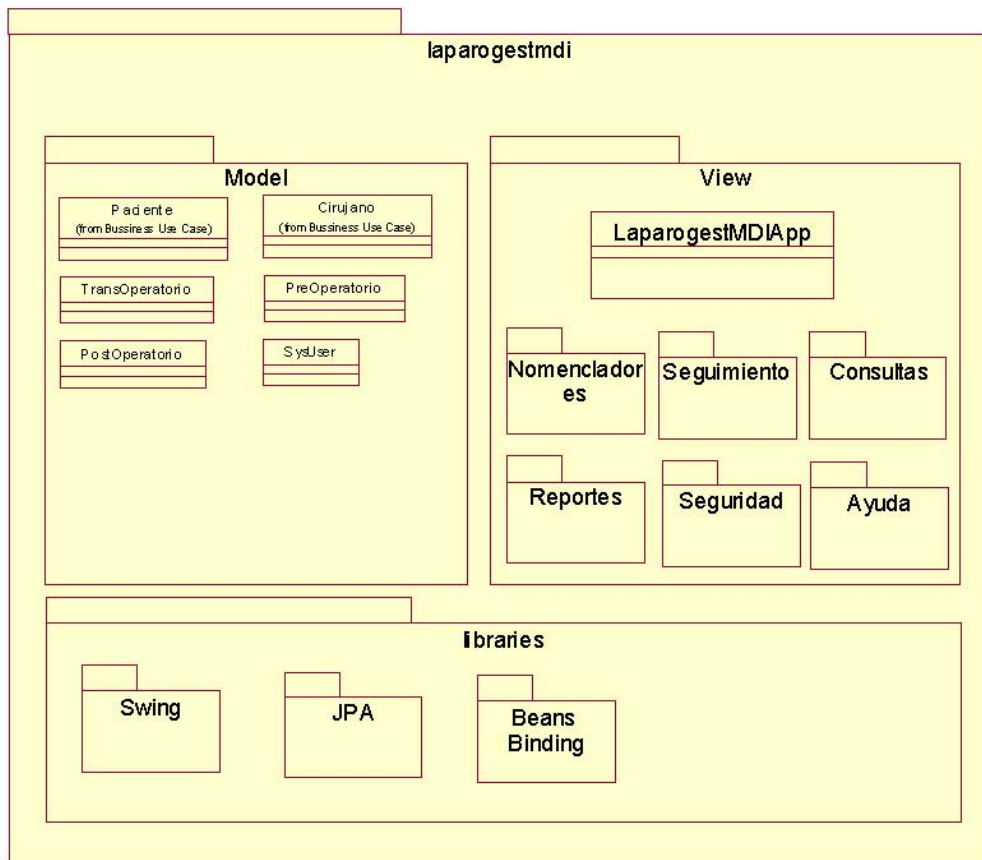 laparogestmdi
Model
Paciente
(from Bussiness Use Case)
Cirujano
(from Bussiness Use Case)
TransOperatorio
PreOperatorio
PostOperatorio
SysUser
View
LaparogestMDIApp
Nomenclador
es
Seguimiento
Consultas
Reportes
Seguridad
Ayuda
libraries
Swing
JPA
Beans
Binding